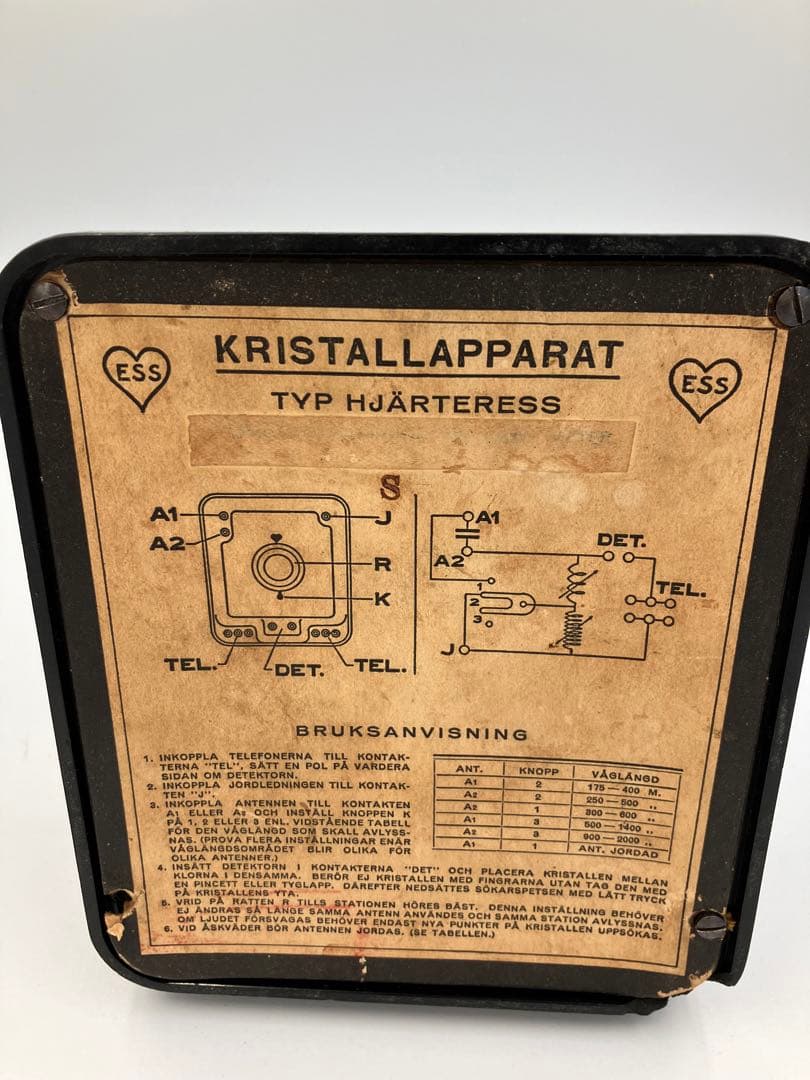 ESS
KRISTALLAPPARAT
ESS
TYP HJÄRTERESS
S
A1
A2
J
R
K
TEL.
DET.
TEL.
A1
A2
1
2
3
J
DET.
TEL.
BRUKSANVISNING
1. INKOPPLA TELEFONERNA TILL KONTAK-
TERNA "TEL", SÄTT EN POL PÅ VARDERA
SIDAN OM DETEKTORN.
2. INKOPPLA JORDLEDNINGEN TILL KONTAK-
TEN "J".
3. INKOPPLA ANTENNEN TILL KONTAKTEN
A1 ELLER A2 OCH INSTÄLL KNOPPEN K
PÅ 1, 2 ELLER 3 ENL. VIDSTÅENDE TABELL
FÖR DEN VÅGLÄNGD SOM SKALL AVLYSS-
NAS. (PROVA FLERA INSTÄLLNINGAR ENÄR
VÅGLÄNGDSOMRÅDET BLIR OLIKA FÖR
OLIKA ANTENNER.)
ANT. KNOPP VÅGLÄNGD
A1 2 175—400 M.
A2 2 250—500 ,,
A2 1 300—600 ,,
A1 3 500—1400 ,,
A2 3 900—2000 ,,
A1 1 ANT. JORDAD
4. INSÄTT DETEKTORN I KONTAKTERNA "DET" OCH PLACERA KRISTALLEN MELLAN
KLORNA I DENSAMMA. BERÖR EJ KRISTALLEN MED FINGRARNA UTAN TAG DEN MED
EN PINCETT ELLER TYGLAPP. DÄREFTER NEDSÄTTES SÖKARSPETSEN MED LÄTT TRYCK
PÅ KRISTALLENS YTA.
5. VRID PÅ RATTEN R TILLS STATIONEN HÖRES BÄST. DENNA INSTÄLLNING BEHÖVER
EJ ÄNDRAS SÅ LÄNGE SAMMA ANTENN ANVÄNDES OCH SAMMA STATION AVLYSSNAS.
OM LJUDET FÖRSVAGAS BEHÖVER ENDAST NYA PUNKTER PÅ KRISTALLEN UPPSÖKAS.
6. VID ÅSKVÄDER BÖR ANTENNEN JORDAS. (SE TABELLEN.)